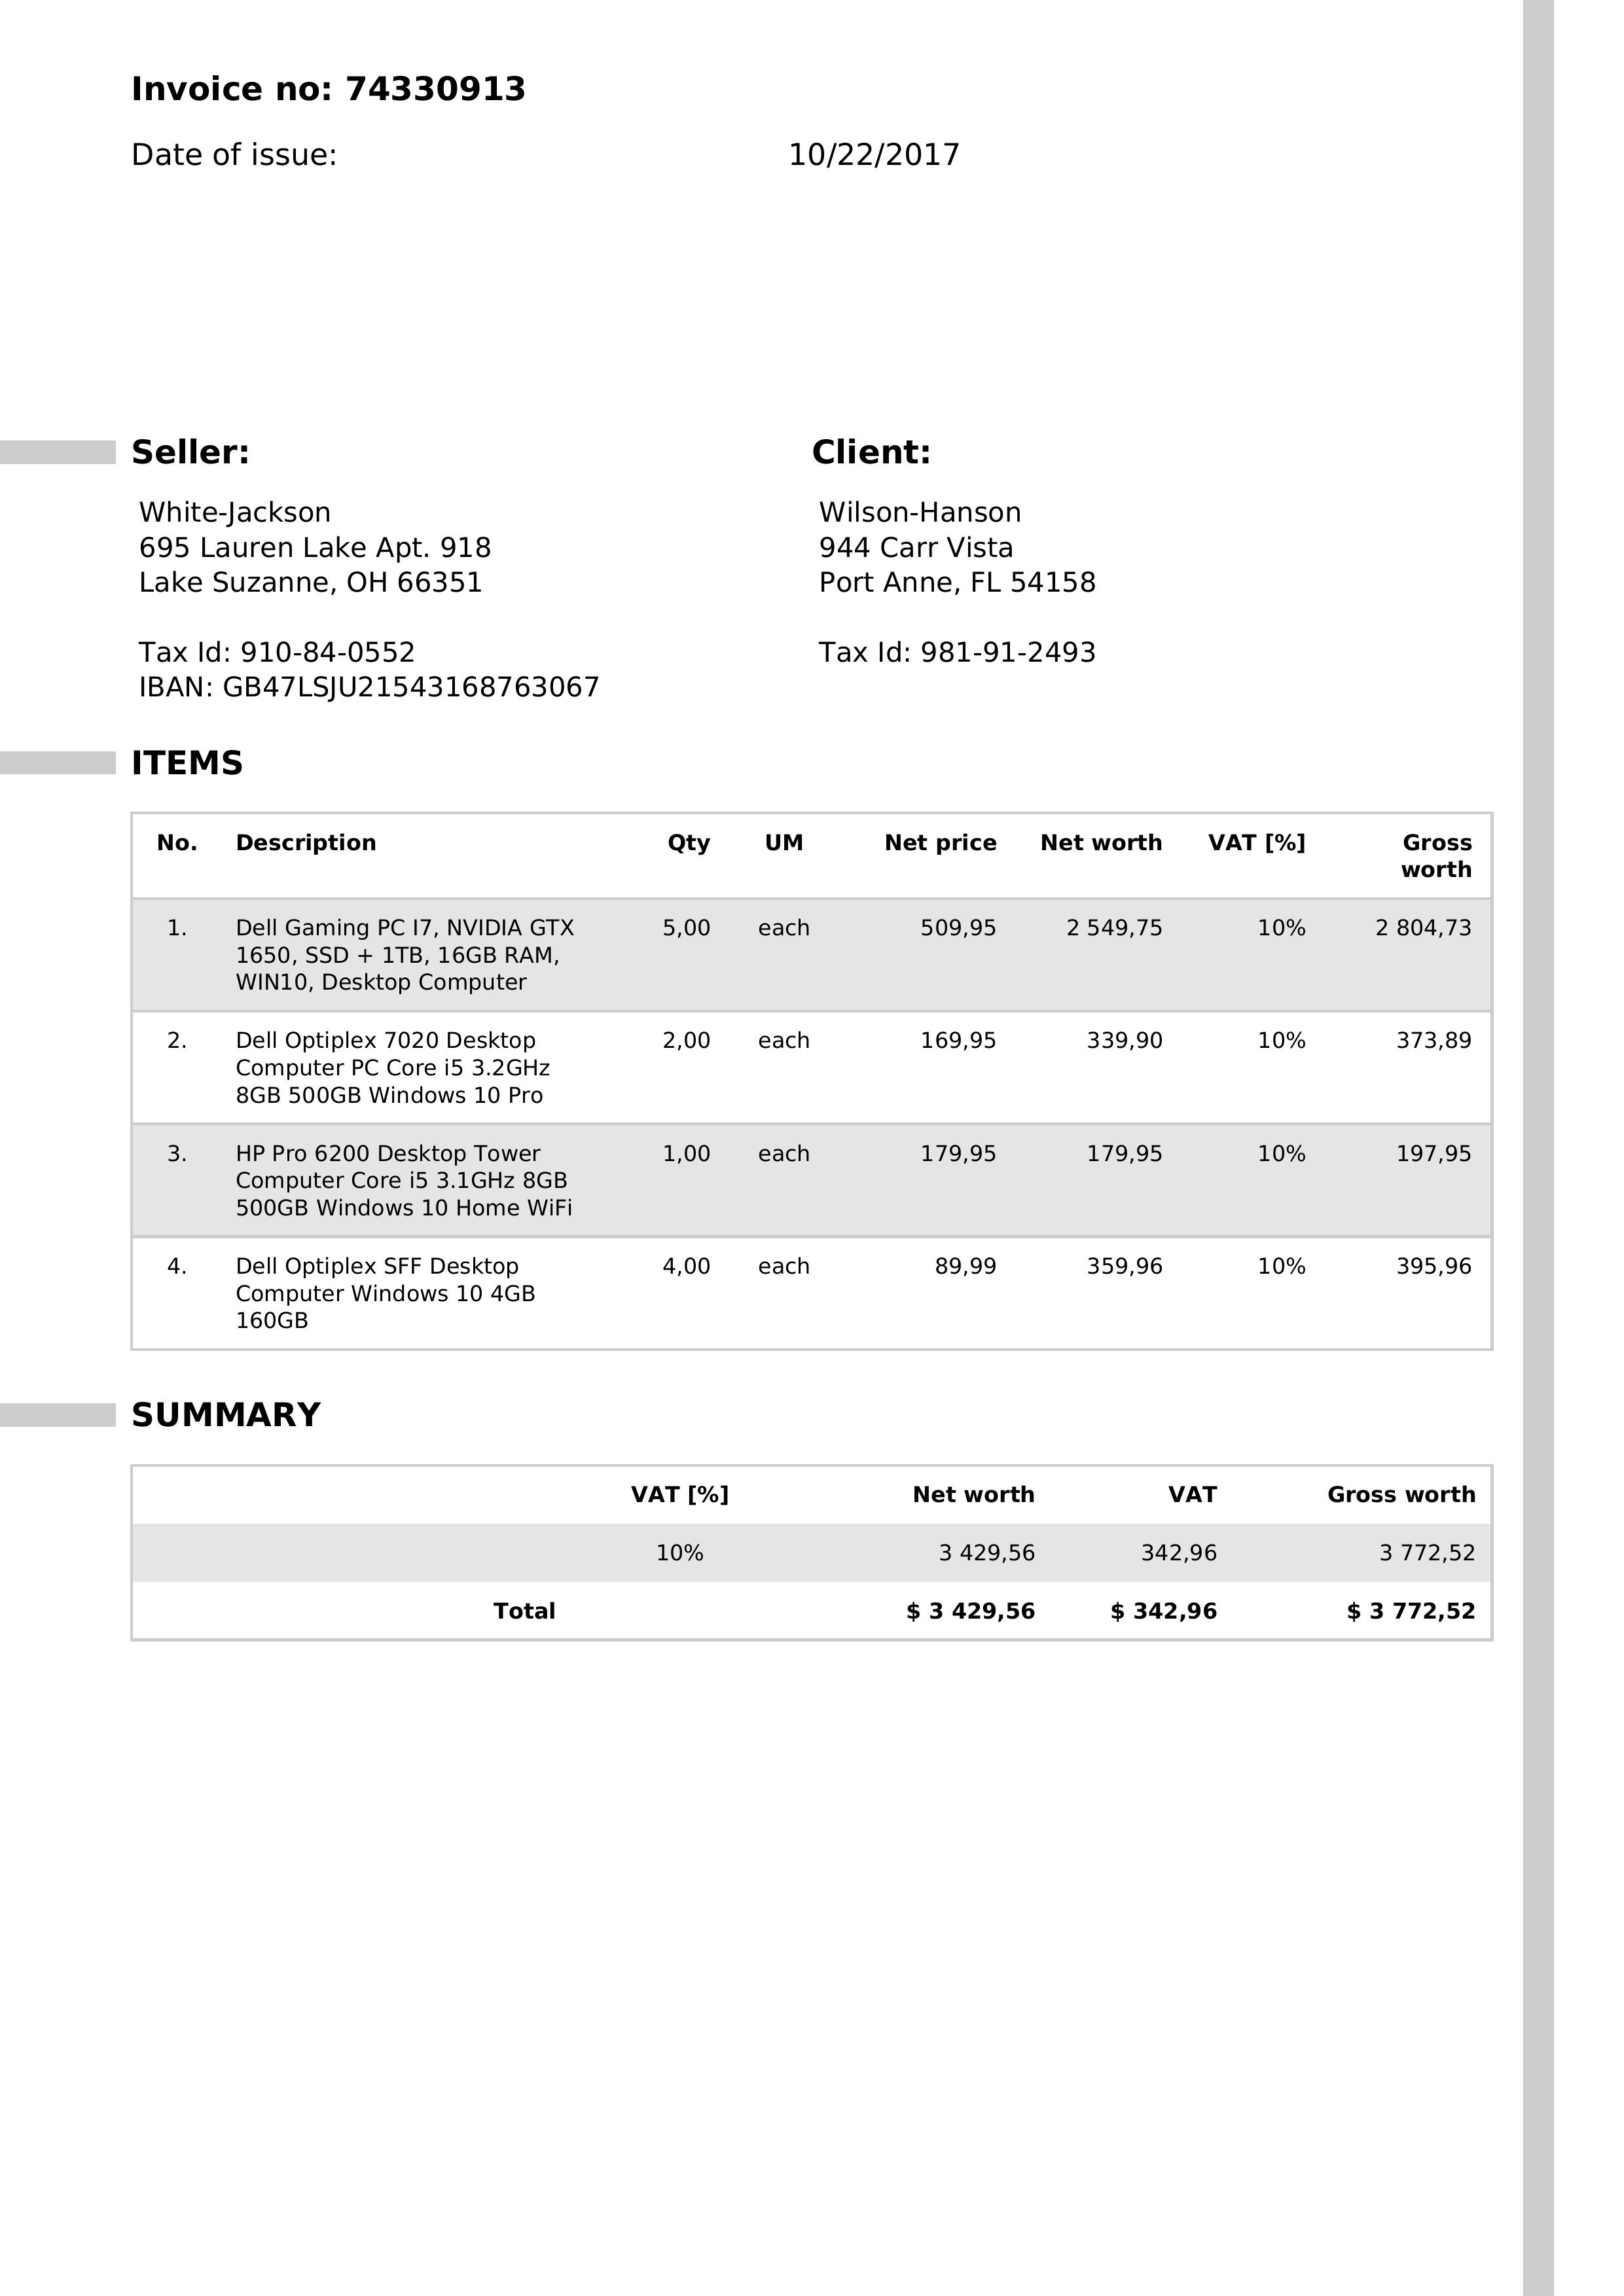 Invoice no: 74330913
Date of issue: 10/22/2017
Seller:
White-Jackson
695 Lauren Lake Apt. 918
Lake Suzanne, OH 66351
Tax Id: 910-84-0552
IBAN: GB47LSJU21543168763067
Client:
Wilson-Hanson
944 Carr Vista
Port Anne, FL 54158
Tax Id: 981-91-2493
ITEMS
No. Description Qty UM Net price Net worth VAT [%] Gross
worth
1. Dell Gaming PC I7, NVIDIA GTX 5,00 each 509,95 2 549,75 10% 2 804,73
1650, SSD + 1TB, 16GB RAM,
WIN10, Desktop Computer
2. Dell Optiplex 7020 Desktop 2,00 each 169,95 339,90 10% 373,89
Computer PC Core i5 3.2GHz
8GB 500GB Windows 10 Pro
3. HP Pro 6200 Desktop Tower 1,00 each 179,95 179,95 10% 197,95
Computer Core i5 3.1GHz 8GB
500GB Windows 10 Home WiFi
4. Dell Optiplex SFF Desktop 4,00 each 89,99 359,96 10% 395,96
Computer Windows 10 4GB
160GB
SUMMARY
VAT [%] Net worth VAT Gross worth
10% 3 429,56 342,96 3 772,52
Total $ 3 429,56 $ 342,96 $ 3 772,52